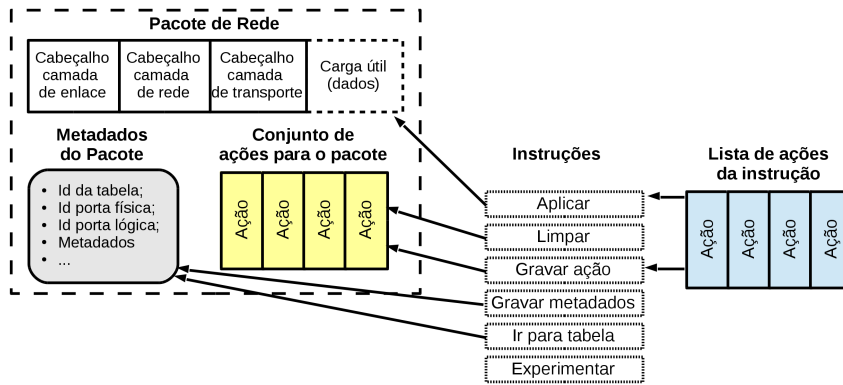 Pacote de Rede
Cabeçalho
camada
de enlace
Cabeçalho
camada
de rede
Cabeçalho
camada
de transporte
Carga útil
(dados)
Metadados
do Pacote
• Id da tabela;
• Id porta física;
• Id porta lógica;
• Metadados
• ...
Conjunto de
ações para o pacote
Ação
Ação
Ação
Ação
Instruções
Aplicar
Limpar
Gravar ação
Gravar metadados
Ir para tabela
Experimentar
Lista de ações
da instrução
Ação
Ação
Ação
Ação